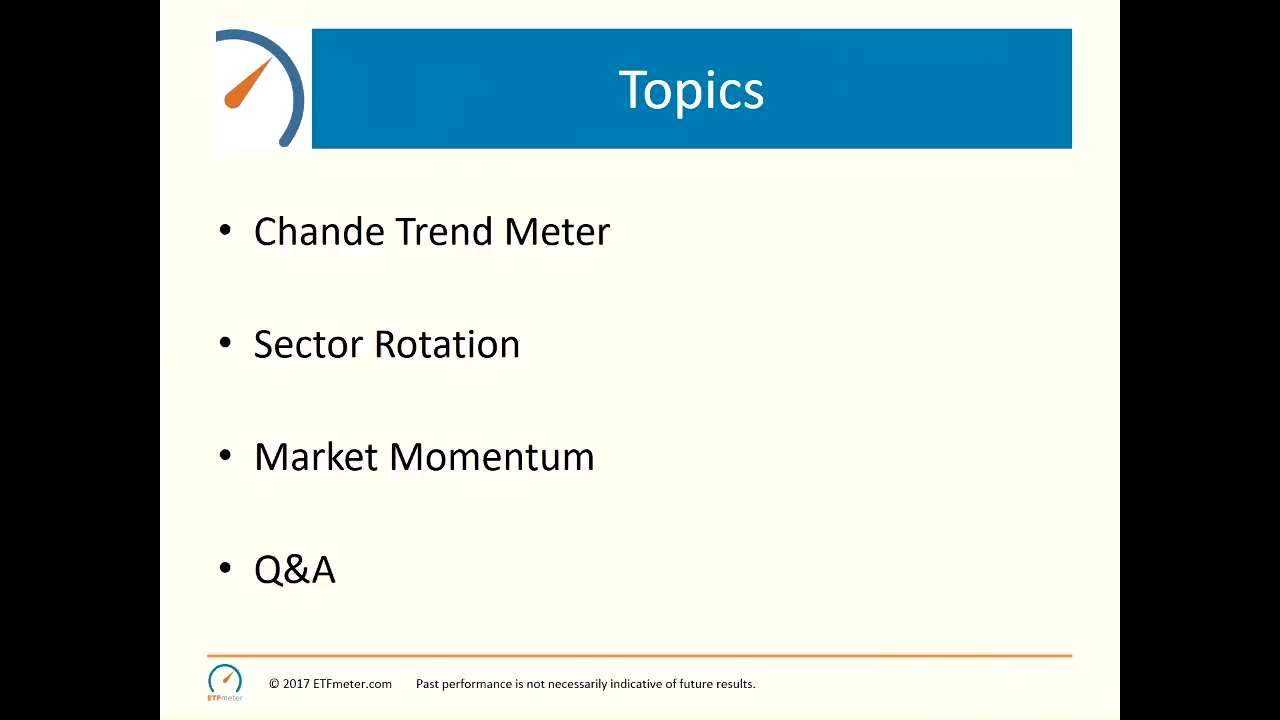 Topics
• Chande Trend Meter
• Sector Rotation
• Market Momentum
• Q&A
ETFmeter
© 2017 ETFmeter.com Past performance is not necessarily indicative of future results.